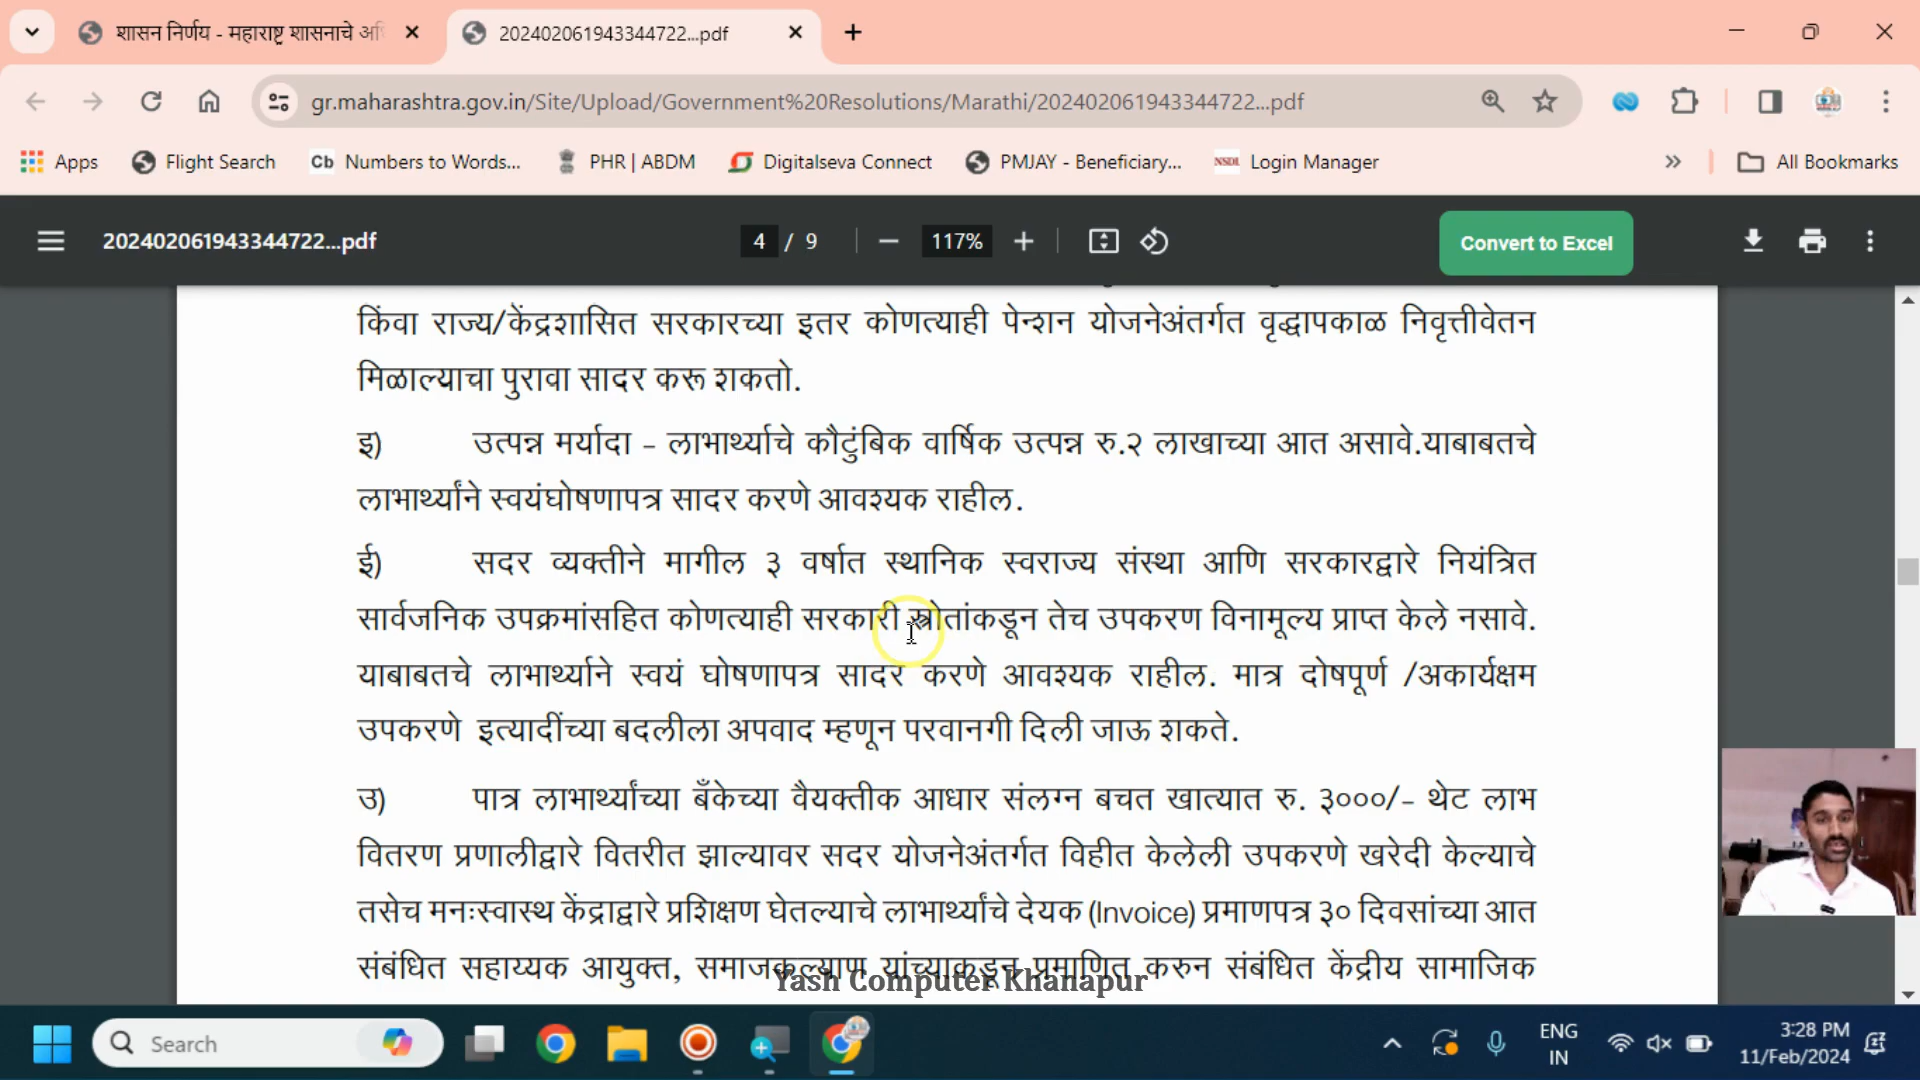 शासन निर्णय - महाराष्ट्र शासनाचे अधि
202402061943344722...pdf
gr.maharashtra.gov.in/Site/Upload/Government%20Resolutions/Marathi/202402061943344722...pdf
Apps
Flight Search
Cb Numbers to Words...
PHR | ABDM
Digitalseva Connect
PMJAY - Beneficiary...
NSDL Login Manager
All Bookmarks
202402061943344722...pdf
4 / 9
117%
Convert to Excel
किंवा राज्य/केंद्रशासित सरकारच्या इतर कोणत्याही पेन्शन योजनेअंतर्गत वृद्धापकाळ निवृत्तीवेतन
मिळाल्याचा पुरावा सादर करू शकतो.
इ) उत्पन्न मर्यादा - लाभार्थ्याचे कौटुंबिक वार्षिक उत्पन्न रु.२ लाखाच्या आत असावे.याबाबतचे
लाभार्थ्याने स्वयंघोषणापत्र सादर करणे आवश्यक राहील.
ई) सदर व्यक्तीने मागील ३ वर्षात स्थानिक स्वराज्य संस्था आणि सरकारद्वारे नियंत्रित
सार्वजनिक उपक्रमांसहित कोणत्याही सरकारी स्त्रोतांकडून तेच उपकरण विनामूल्य प्राप्त केले नसावे.
याबाबतचे लाभार्थ्याने स्वयं घोषणापत्र सादर करणे आवश्यक राहील. मात्र दोषपूर्ण /अकार्यक्षम
उपकरणे इत्यादींच्या बदलीला अपवाद म्हणून परवानगी दिली जाऊ शकते.
उ) पात्र लाभार्थ्यांच्या बँकेच्या वैयक्तीक आधार संलग्न बचत खात्यात रु. ३०००/- थेट लाभ
वितरण प्रणालीद्वारे वितरीत झाल्यावर सदर योजनेअंतर्गत विहीत केलेली उपकरणे खरेदी केल्याचे
तसेच मनःस्वास्थ केंद्राद्वारे प्रशिक्षण घेतल्याचे लाभार्थ्यांचे देयक (Invoice) प्रमाणपत्र ३० दिवसांच्या आत
संबंधित सहाय्यक आयुक्त, समाजकल्याण यांच्याकडून प्रमाणित करुन संबंधित केंद्रीय सामाजिक
Yash Computer Khanapur
Search
ENG
IN
3:28 PM
11/Feb/2024